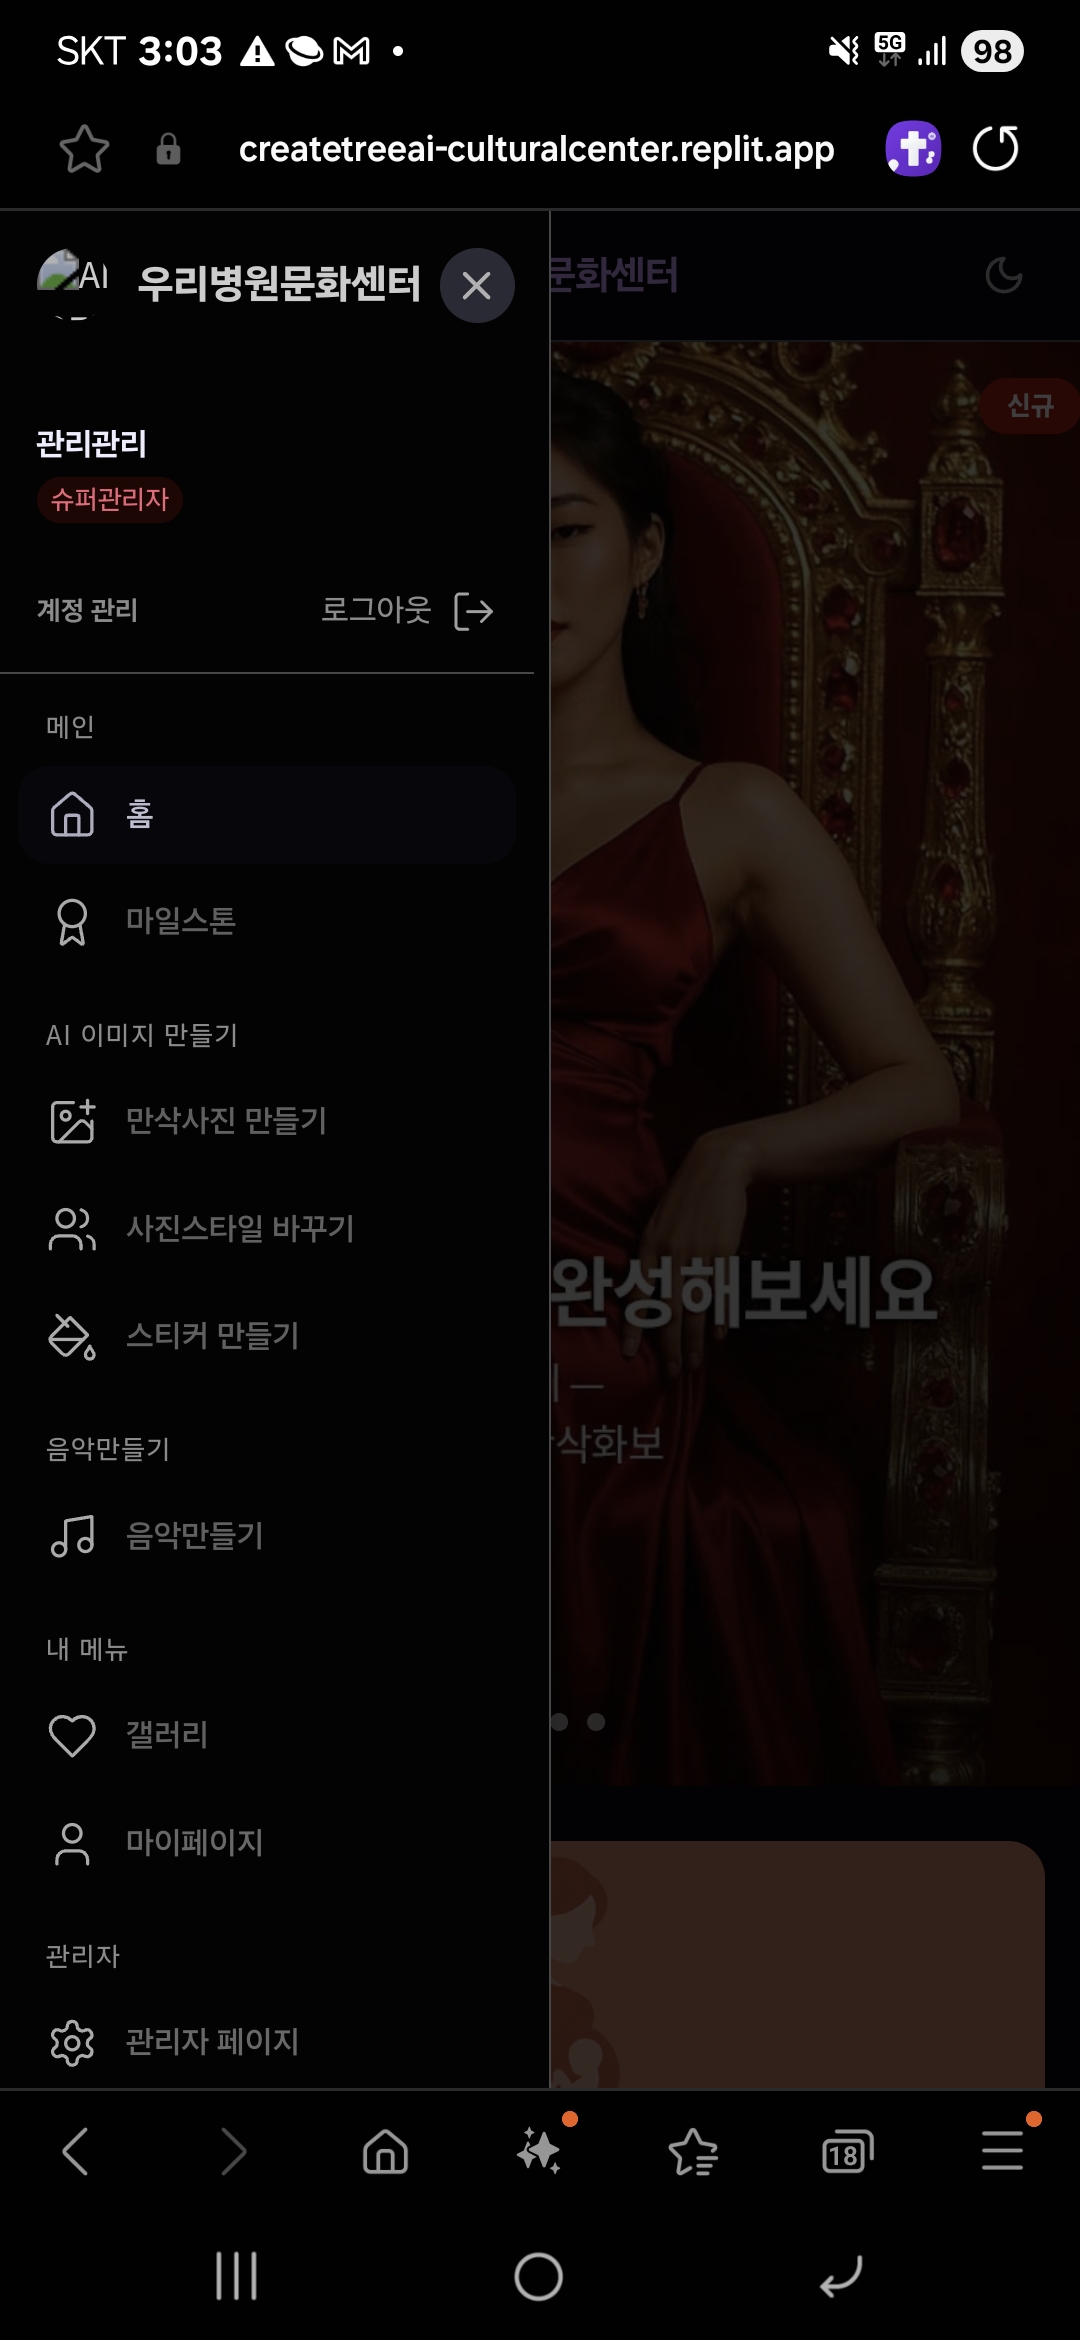 SKT 3:03
5G
98
createtreeai-culturalcenter.replit.app
AI
우리병원문화센터
문화센터
신규
관리관리
슈퍼관리자
계정 관리
로그아웃
메인
홈
마일스톤
AI 이미지 만들기
만삭사진 만들기
사진스타일 바꾸기
완성해보세요
스티커 만들기
삭화보
음악만들기
음악만들기
내 메뉴
갤러리
마이페이지
관리자
관리자 페이지
18